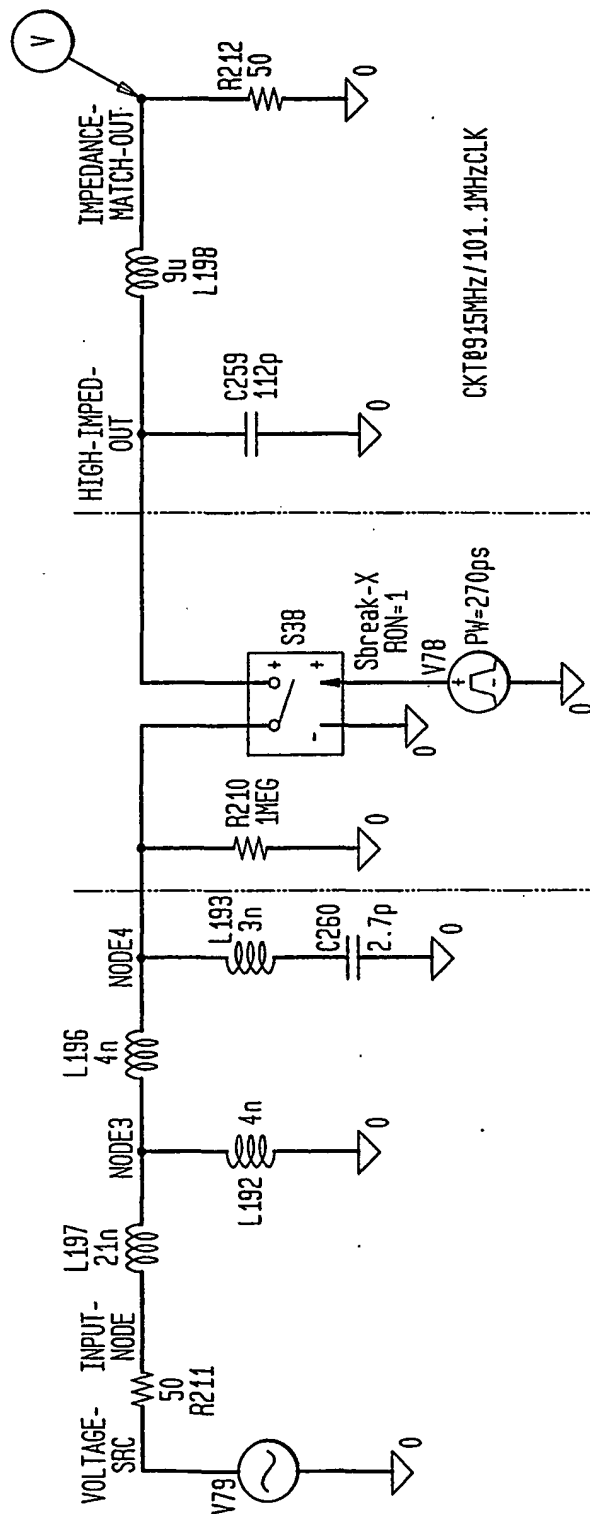 VOLTAGE-
SRC
V79
0
50
R211
INPUT-
NODE
L197
21n
NODE3
L192
4n
0
L196
4n
NODE4
L193
3n
C260
2.7p
0
R210
1MEG
0
S38
+
+
-
0
Sbreak-X
RON=1
V78
+
-
PW=270ps
0
HIGH-IMPED-
OUT
C259
112p
0
9u
L198
IMPEDANCE-
MATCH-OUT
V
R212
50
0
CKT@915MHz/101.1MHzCLK